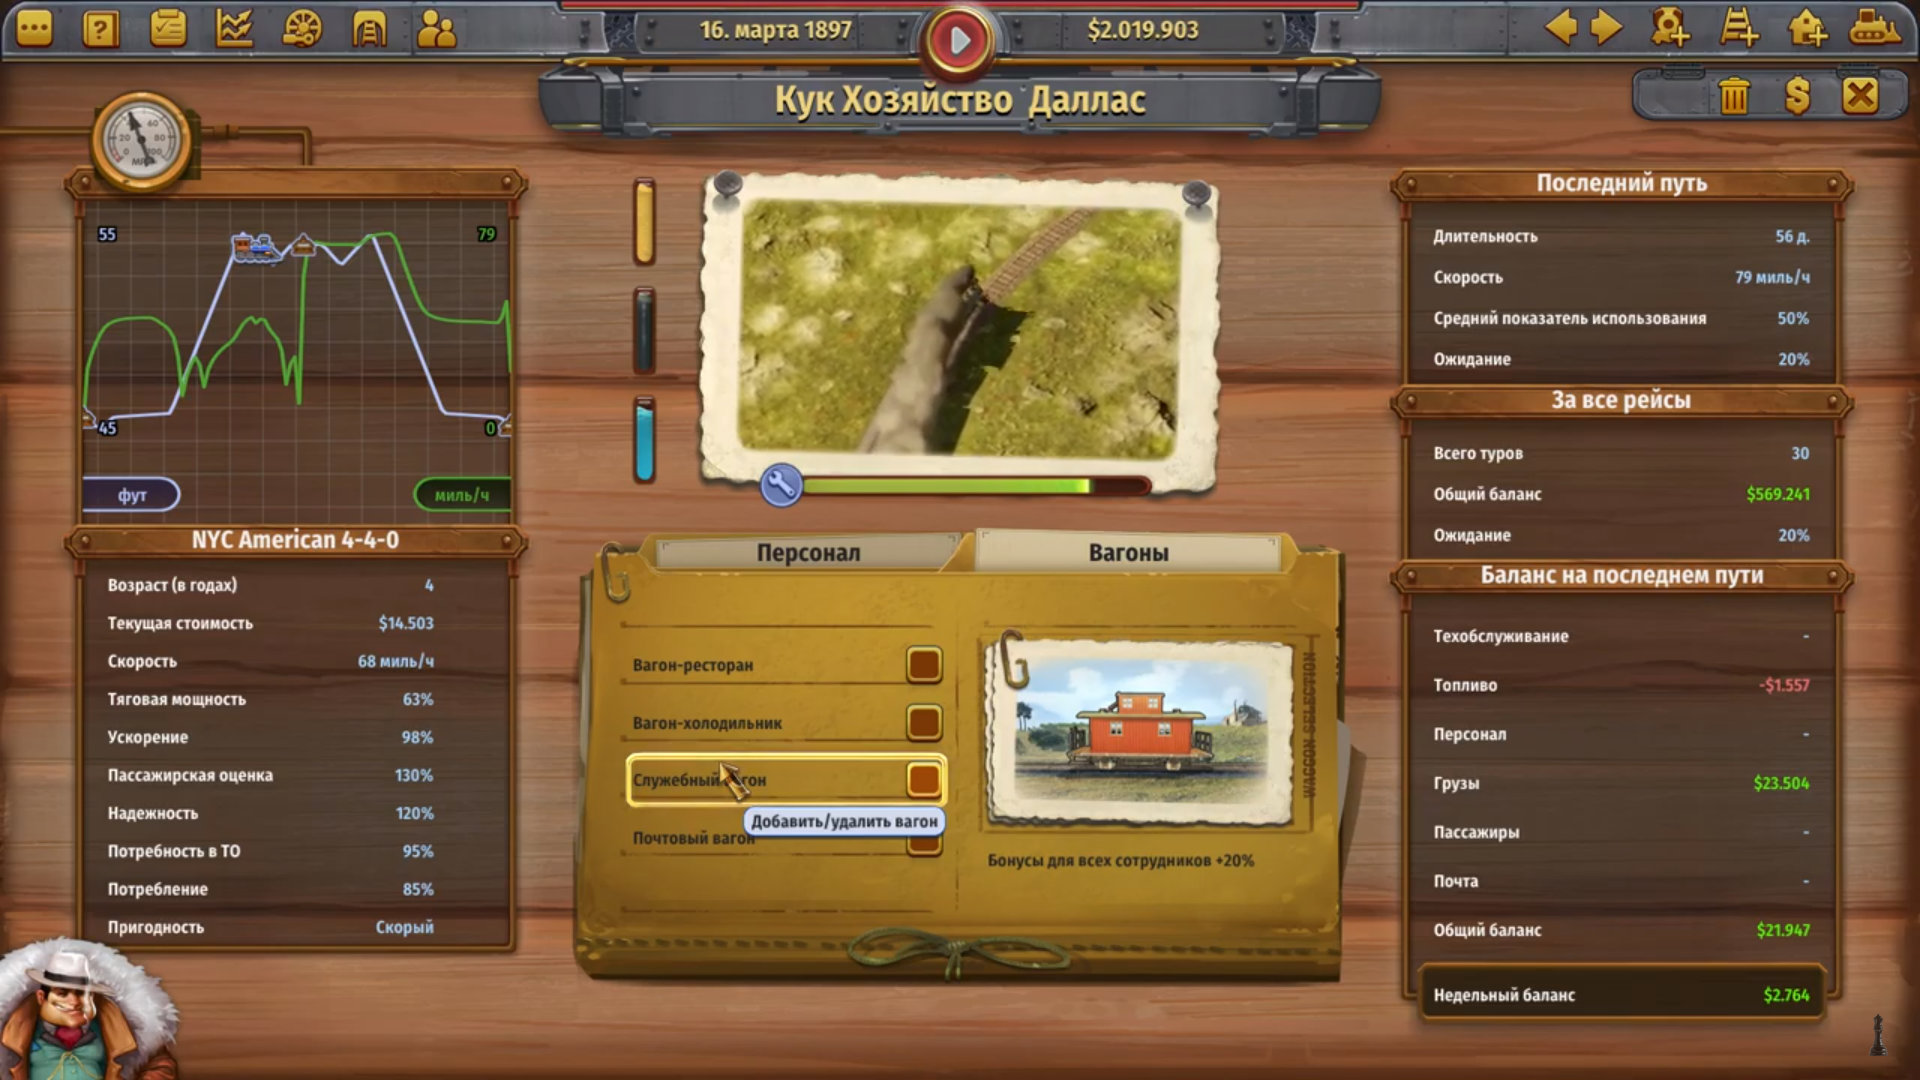 16. марта 1897
$2.019.903
Кук Хозяйство Даллас
55
79
45
0
фут
миль/ч
NYC American 4-4-0
Возраст (в годах) 4
Текущая стоимость $14.503
Скорость 68 миль/ч
Тяговая мощность 63%
Ускорение 98%
Пассажирская оценка 130%
Надежность 120%
Потребность в ТО 95%
Потребление 85%
Пригодность Скорый
Персонал
Вагоны
Вагон-ресторан
Вагон-холодильник
Служебный
Добавить/удалить вагон
Почтовый вагон
WAGGON SELECTION
Бонусы для всех сотрудников +20%
Последний путь
Длительность 56 д.
Скорость 79 миль/ч
Средний показатель использования 50%
Ожидание 20%
За все рейсы
Всего туров 30
Общий баланс $569.241
Ожидание 20%
Баланс на последнем пути
Техобслуживание -
Топливо -$1.557
Персонал -
Грузы $23.504
Пассажиры -
Почта -
Общий баланс $21.947
Недельный баланс $2.764